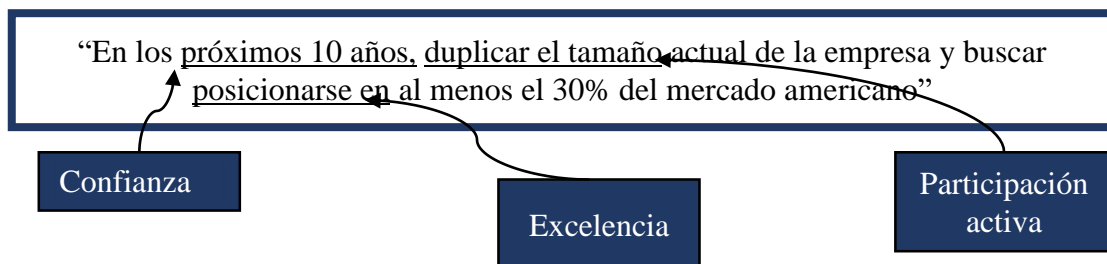 “En los próximos 10 años, duplicar el tamaño actual de la empresa y buscar
posicionarse en al menos el 30% del mercado americano”
Confianza
Excelencia
Participación
activa